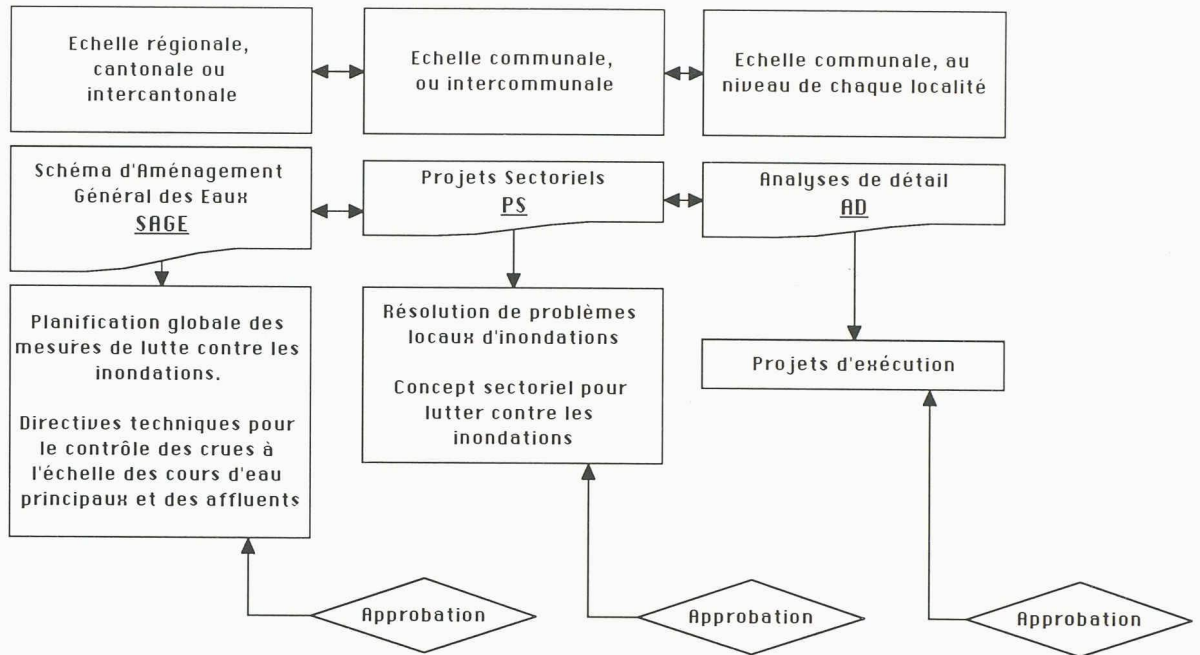 Echelle régionale,
cantonale ou
intercantonale
Echelle communale,
ou intercommunale
Echelle communale, au
niveau de chaque localité
Schéma d'Aménagement
Général des Eaux
SAGE
Projets Sectoriels
PS
Analyses de détail
AD
Planification globale des
mesures de lutte contre les
inondations.
Directives techniques pour
le contrôle des crues à
l'échelle des cours d'eau
principaux et des affluents
Résolution de problèmes
locaux d'inondations
Concept sectoriel pour
lutter contre les
inondations
Projets d'exécution
Approbation
Approbation
Approbation